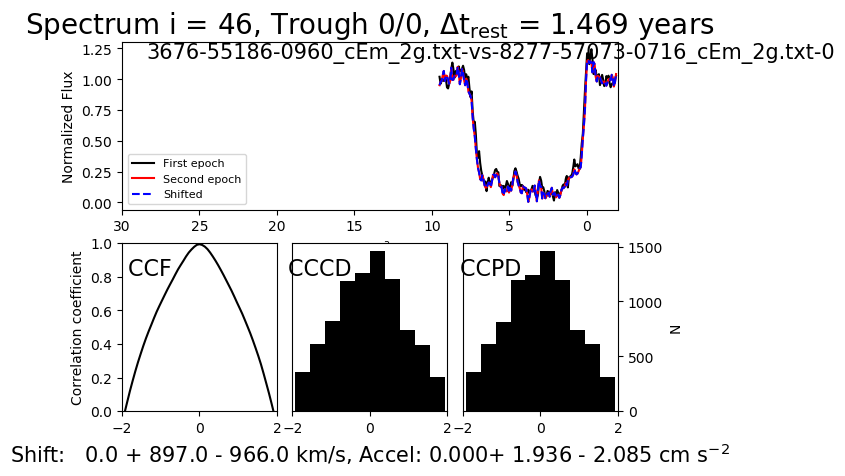 Spectrum i = 46, Trough 0/0, Δt_rest = 1.469 years
3676-55186-0960_cEm_2g.txt-vs-8277-57073-0716_cEm_2g.txt-0
Normalized Flux
1.25
1.00
0.75
0.50
0.25
0.00
First epoch
Second epoch
Shifted
30 25 20 15 10 5 0
Correlation coefficient
1.0
0.8
0.6
0.4
0.2
0.0
CCF
−2 0 2
CCCD
−2 0 2
CCPD
−2 0 2
1500
1000
500
0
N
Shift: 0.0 + 897.0 - 966.0 km/s, Accel: 0.000+ 1.936 - 2.085 cm s⁻²